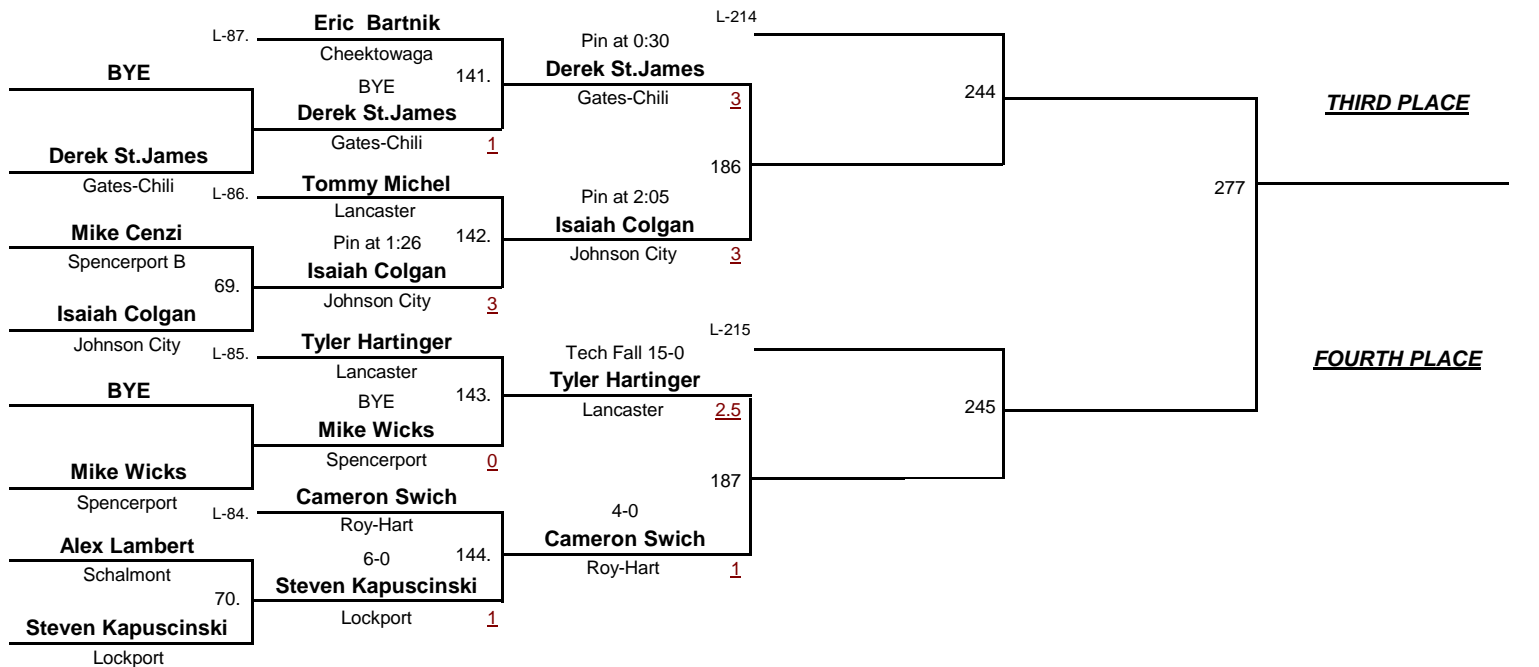 L-87.
Eric Bartnik
Cheektowaga
BYE
BYE
141.
Derek St.James
Gates-Chili
1
Derek St.James
Gates-Chili
L-86.
Tommy Michel
Lancaster
Mike Cenzi
Spencerport B
69.
Pin at 1:26
142.
Isaiah Colgan
Johnson City
3
Isaiah Colgan
Johnson City
L-85.
Tyler Hartinger
Lancaster
BYE
BYE
143.
Mike Wicks
Spencerport
0
Mike Wicks
Spencerport
L-84.
Cameron Swich
Roy-Hart
Alex Lambert
Schalmont
70.
6-0
144.
Steven Kapuscinski
Lockport
1
Steven Kapuscinski
Lockport
Pin at 0:30
Derek St.James
Gates-Chili
3
186
Pin at 2:05
Isaiah Colgan
Johnson City
3
Tech Fall 15-0
Tyler Hartinger
Lancaster
2.5
187
4-0
Cameron Swich
Roy-Hart
1
L-214
244
L-215
245
277
THIRD PLACE
FOURTH PLACE